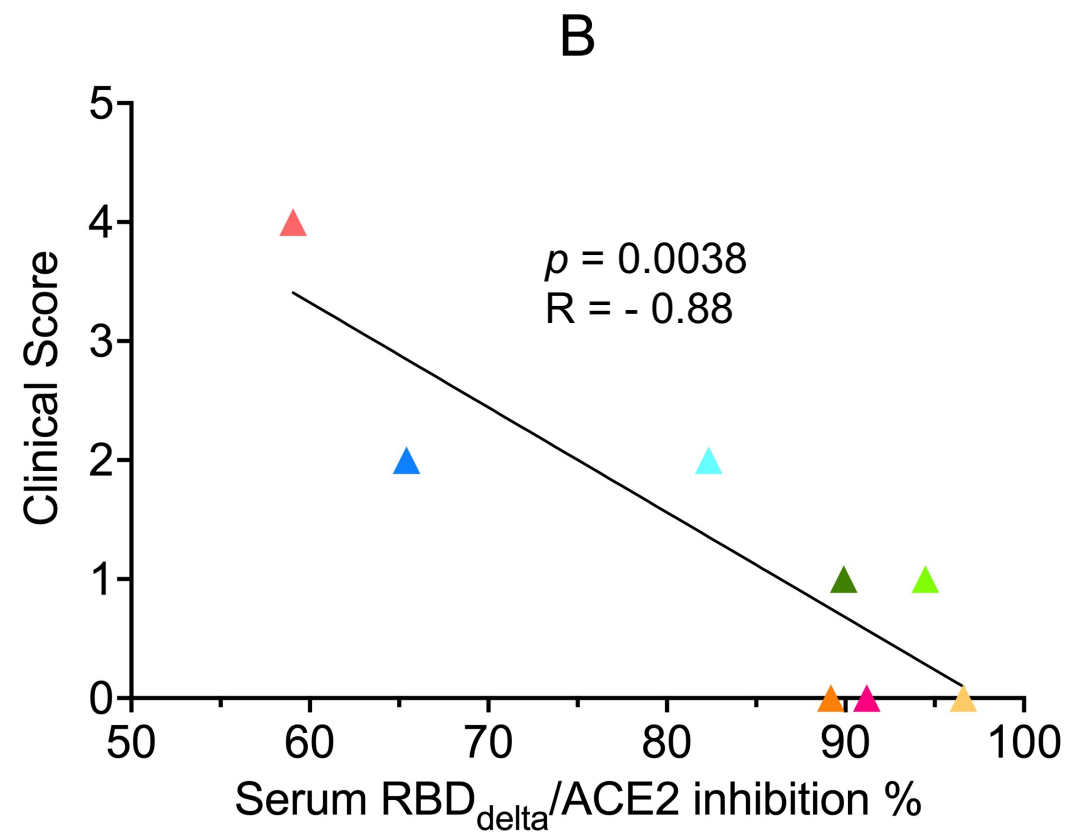 B
5
4
3
2
1
0
Clinical Score
p = 0.0038
R = - 0.88
50 60 70 80 90 100
Serum RBDdelta/ACE2 inhibition %